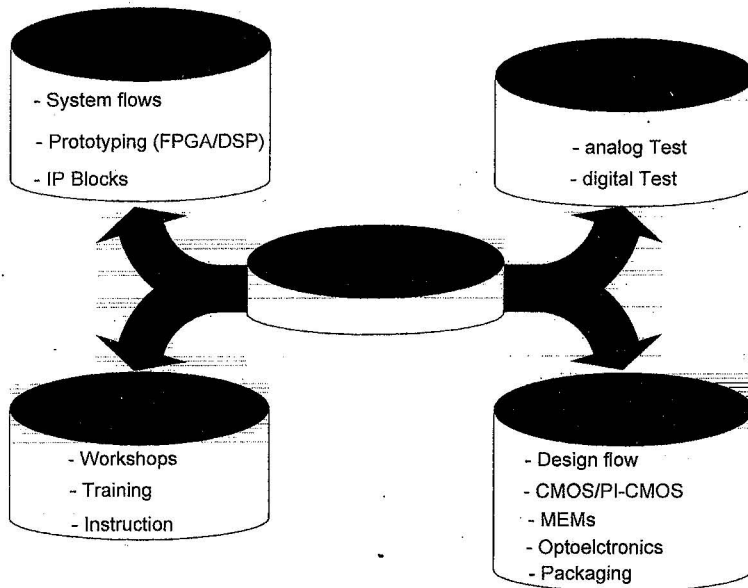 - System flows
- Prototyping (FPGA/DSP)
- IP Blocks
- analog Test
- digital Test
- Workshops
- Training
- Instruction
- Design flow
- CMOS/PI-CMOS
- MEMs
- Optoelctronics
- Packaging